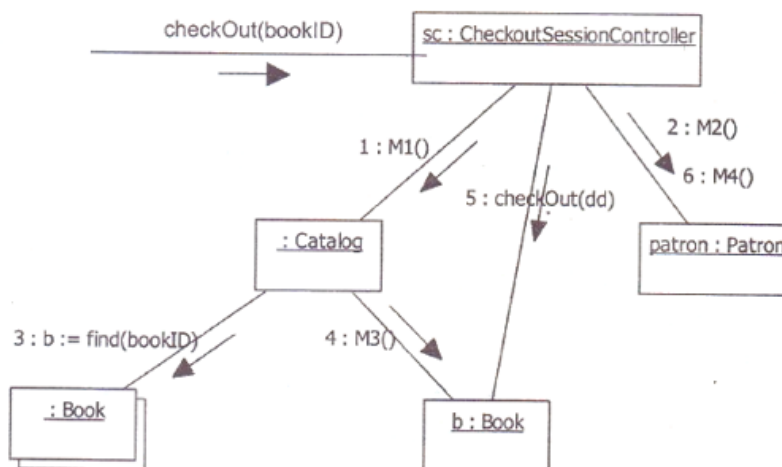 checkOut(bookID)
sc : CheckoutSessionController
1 : M1()
2 : M2()
5 : checkOut(dd)
6 : M4()
: Catalog
patron : Patron
3 : b := find(bookID)
4 : M3()
: Book
b : Book